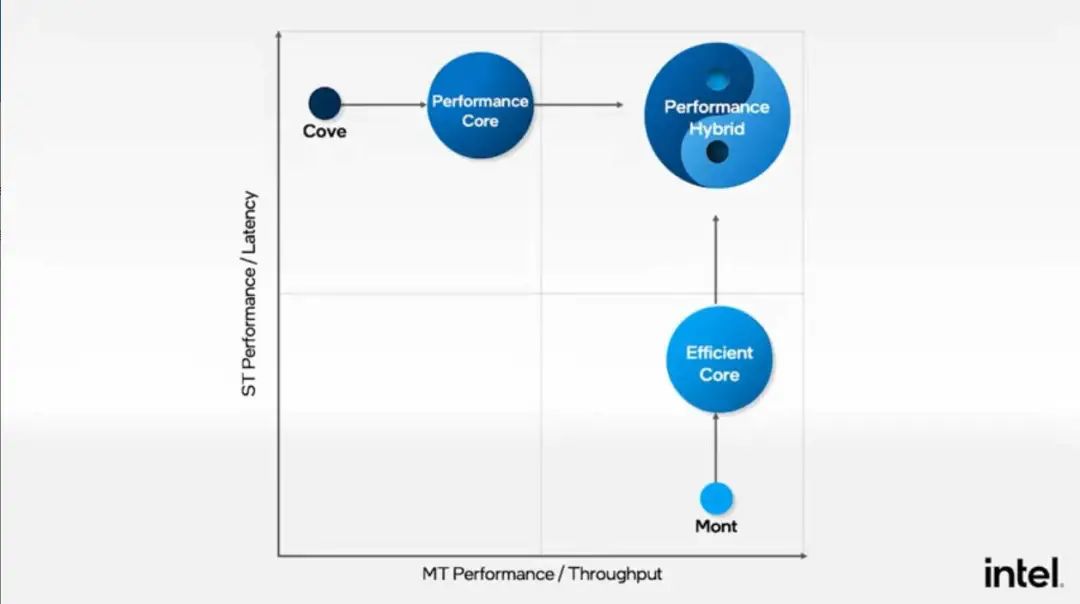 Cove
Performance
Core
Performance
Hybrid
ST Performance / Latency
Efficient
Core
Mont
MT Performance / Throughput
intel.